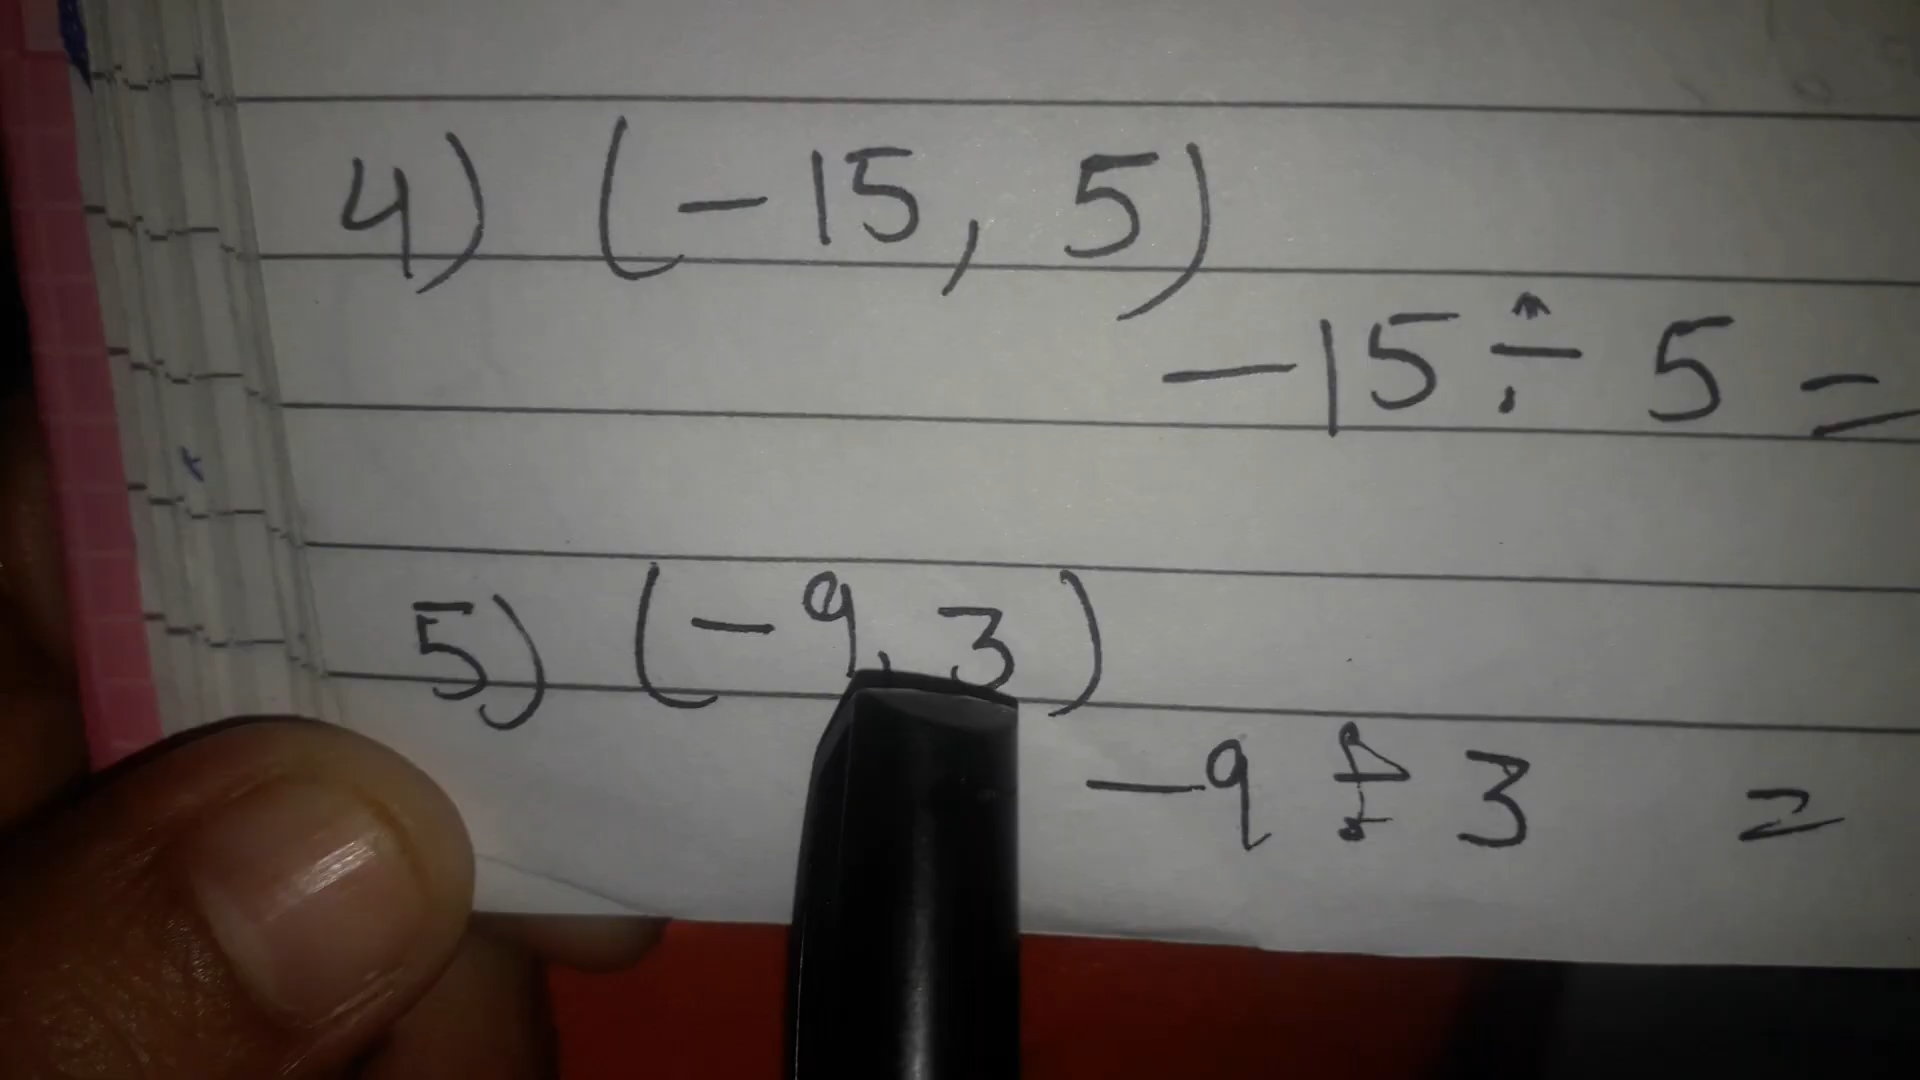 4) (-15, 5)
-15 ÷ 5 =
5) (-9, 3)
-9 ÷ 3 =